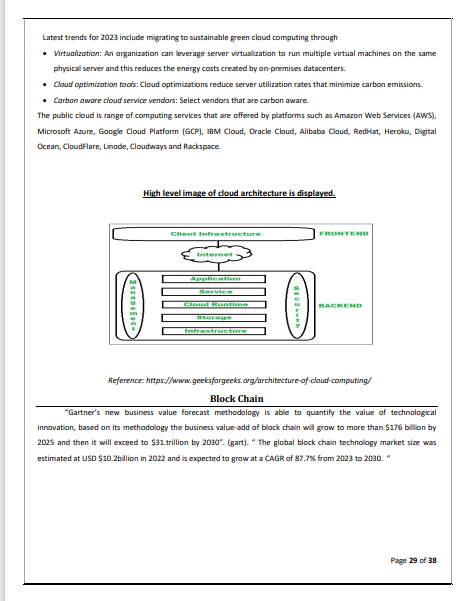 Latest trends for 2023 include migrating to sustainable green cloud computing through
• Virtualization: An organization can leverage server virtualization to run multiple virtual machines on the same
physical server and this reduces the energy costs created by on-premises datacenters.
• Cloud optimization tools: Cloud optimizations reduce server utilization rates that minimize carbon emissions.
• Carbon aware cloud service vendors: Select vendors that are carbon aware.
The public cloud is range of computing services that are offered by platforms such as Amazon Web Services (AWS),
Microsoft Azure, Google Cloud Platform (GCP), IBM Cloud, Oracle Cloud, Alibaba Cloud, RedHat, Heroku, Digital
Ocean, CloudFlare, Linode, Cloudways and Rackspace.
High level image of cloud architecture is displayed.
Client Infrastructure
FRONTEND
Internet
Management
Application
Service
Cloud Runtime
Storage
Infrastructure
Security
BACKEND
Reference: https://www.geeksforgeeks.org/architecture-of-cloud-computing/
Block Chain
"Gartner's new business value forecast methodology is able to quantify the value of technological
innovation, based on its methodology the business value-add of block chain will grow to more than $176 billion by
2025 and then it will exceed to $31.trillion by 2030". (gart). " The global block chain technology market size was
estimated at USD $10.2billion in 2022 and is expected to grow at a CAGR of 87.7% from 2023 to 2030. "
Page 29 of 38